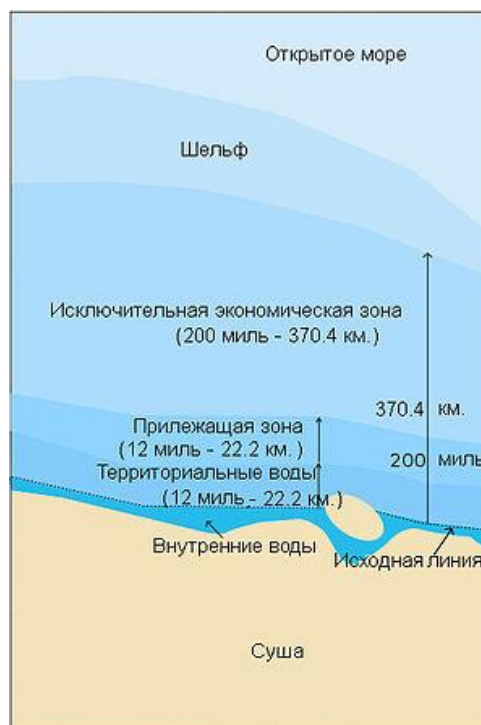 Открытое море
Шельф
Исключительная экономическая зона
(200 миль - 370.4 км.)
370.4 км.
Прилежащая зона
(12 миль - 22.2 км.)
200 миль
Территориальные воды
(12 миль - 22.2 км.)
Внутренние воды
Исходная линия
Суша